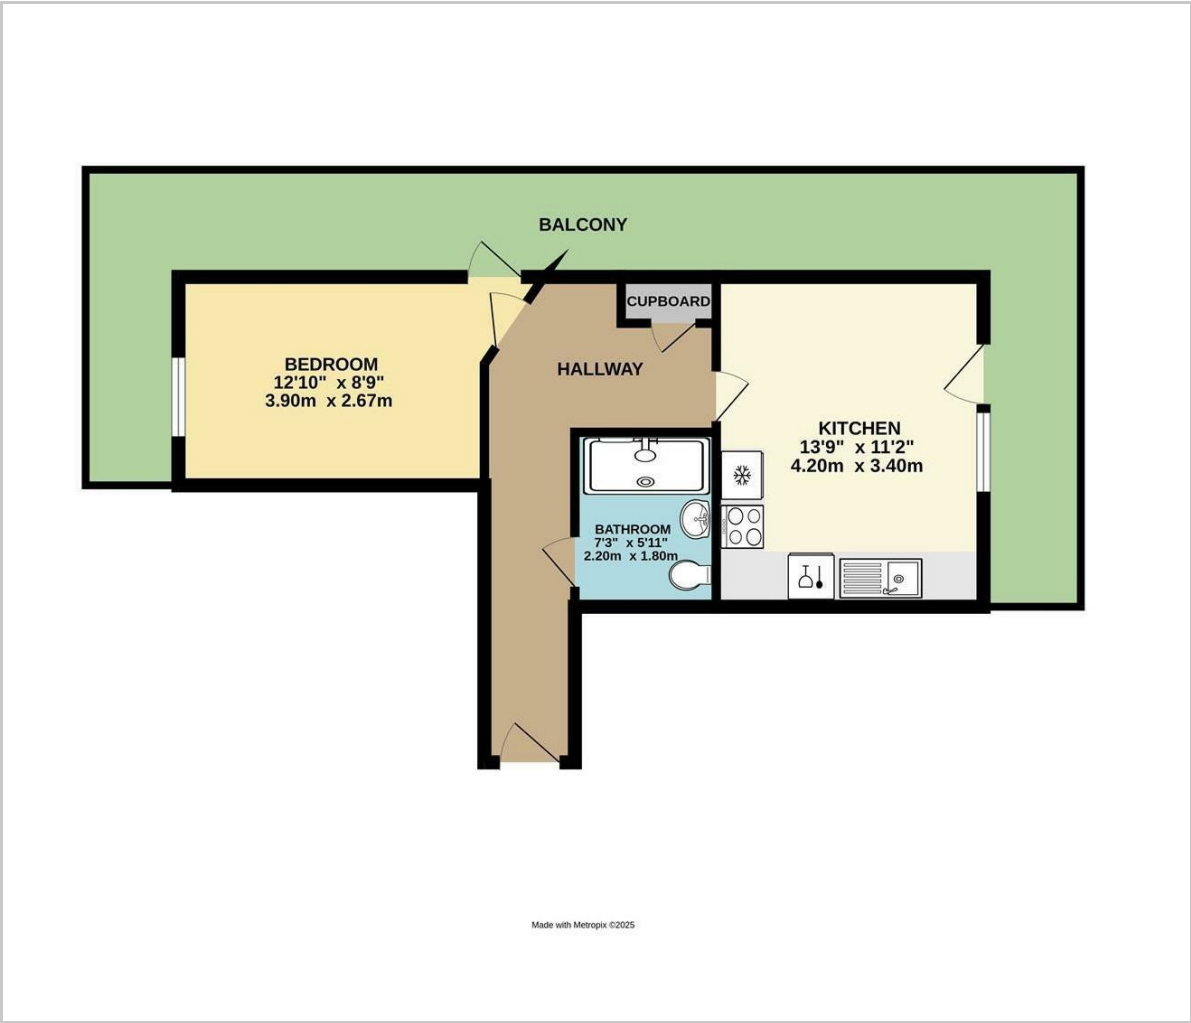 BALCONY
CUPBOARD
BEDROOM
12'10" x 8'9"
3.90m x 2.67m
HALLWAY
KITCHEN
13'9" x 11'2"
4.20m x 3.40m
BATHROOM
7'3" x 5'11"
2.20m x 1.80m
Made with Metropix ©2025